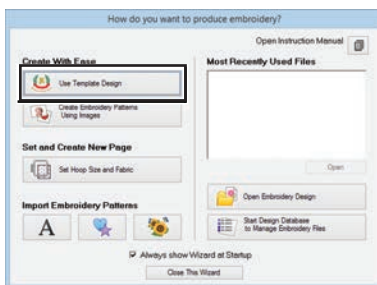 How do you want to produce embroidery?
Open Instruction Manual
Create With Ease
Use Template Design
Create Embroidery Patterns
Using Images
Set and Create New Page
Set Hoop Size and Fabric
Import Embroidery Patterns
A
Most Recently Used Files
Open
Open Embroidery Design
Start Design Database
to Manage Embroidery Files
Always show Wizard at Startup
Close This Wizard